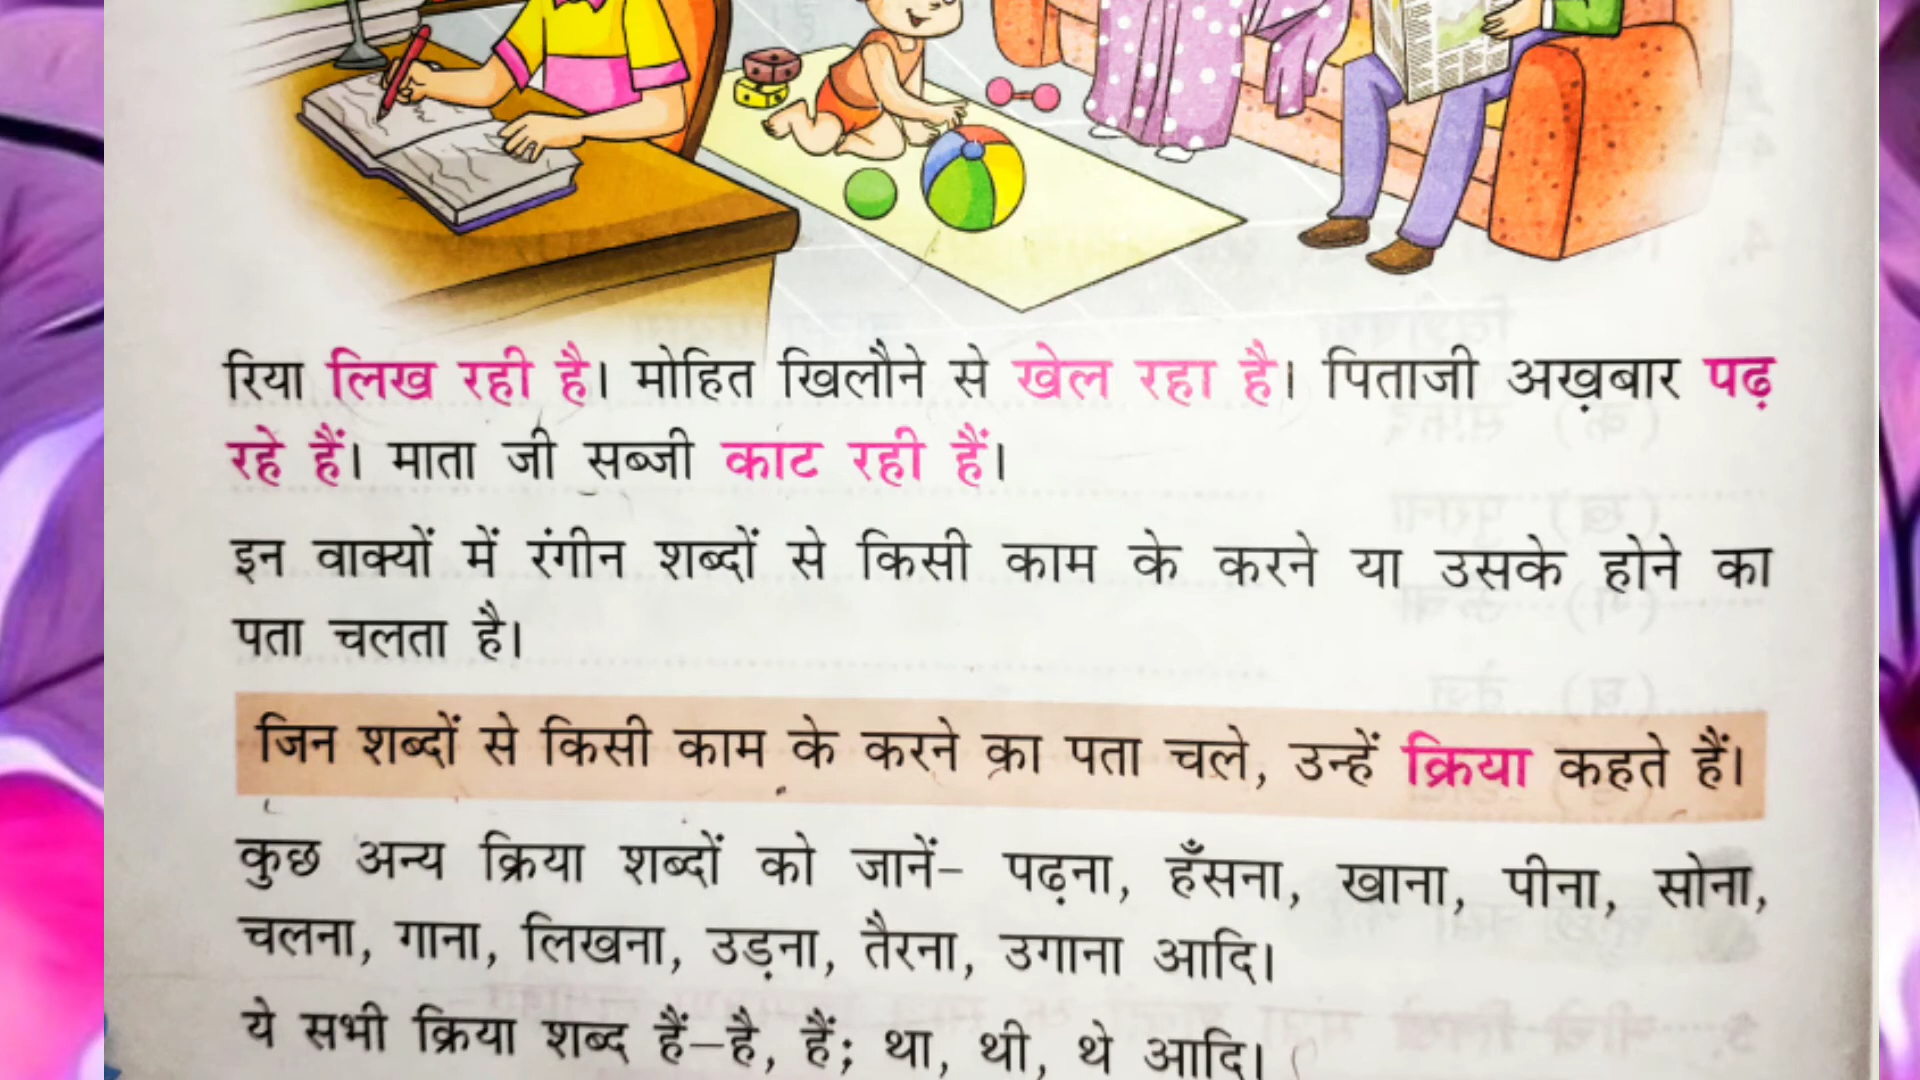 रिया लिख रही है। मोहित खिलौने से खेल रहा है। पिताजी अख़बार पढ़
रहे हैं। माता जी सब्जी काट रही हैं।
इन वाक्यों में रंगीन शब्दों से किसी काम के करने या उसके होने का
पता चलता है।
जिन शब्दों से किसी काम के करने का पता चले, उन्हें क्रिया कहते हैं।
कुछ अन्य क्रिया शब्दों को जानें– पढ़ना, हँसना, खाना, पीना, सोना,
चलना, गाना, लिखना, उड़ना, तैरना, उगाना आदि।
ये सभी क्रिया शब्द हैं–है, हैं; था, थी, थे आदि।